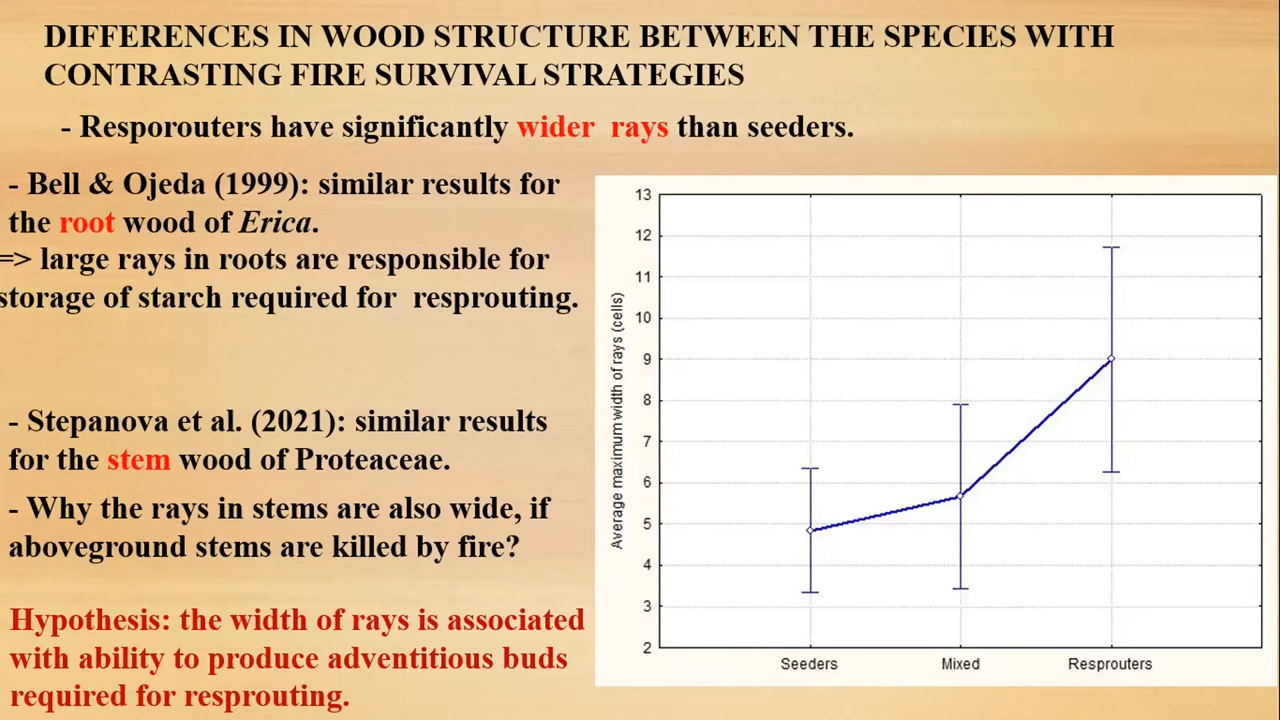 DIFFERENCES IN WOOD STRUCTURE BETWEEN THE SPECIES WITH
CONTRASTING FIRE SURVIVAL STRATEGIES
- Resporouters have significantly wider rays than seeders.
- Bell & Ojeda (1999): similar results for
the root wood of Erica.
=> large rays in roots are responsible for
storage of starch required for resprouting.
- Stepanova et al. (2021): similar results
for the stem wood of Proteaceae.
- Why the rays in stems are also wide, if
aboveground stems are killed by fire?
Hypothesis: the width of rays is associated
with ability to produce adventitious buds
required for resprouting.
Average maximum width of rays (cells)
13
12
11
10
9
8
7
6
5
4
3
2
Seeders Mixed Resprouters